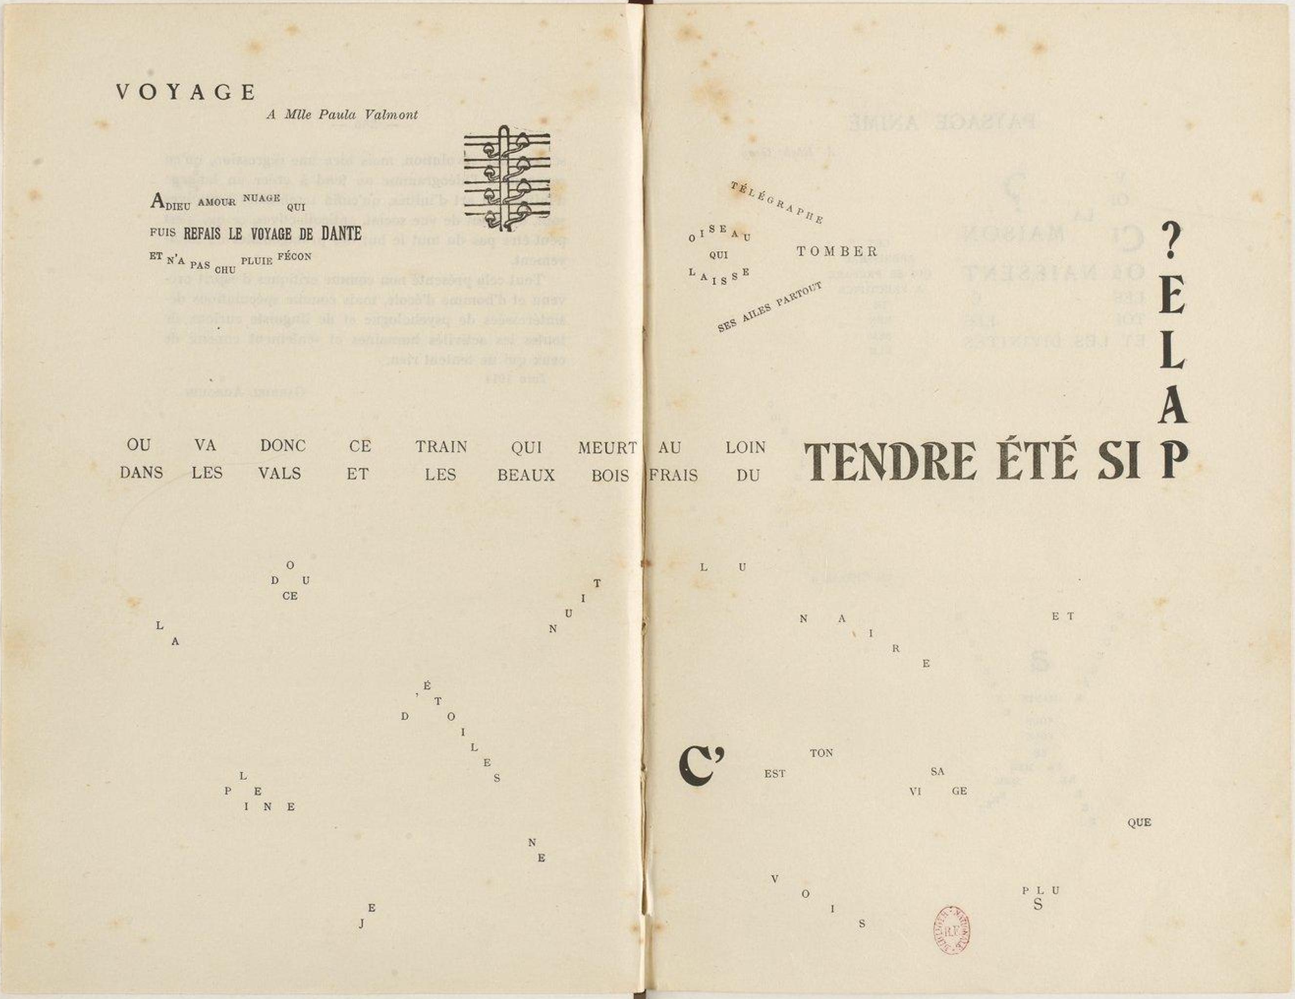 VOYAGE
A Mlle Paula Valmont
ADIEU AMOUR NUAGE QUI
FUIS REFAIS LE VOYAGE DE DANTE
ET N'A PAS CHU PLUIE FÉCON
TÉLÉGRAPHE
OISEAU
QUI
LAISSE
TOMBER
SES AILES PARTOUT
OU VA DONC CE TRAIN QUI MEURT AU LOIN
DANS LES VALS ET LES BEAUX BOIS FRAIS DU
TENDRE ÉTÉ SI P
A
L
E
?
LA
DOUCE
NUIT
LUNAIRE
ET
PLEINE
D'ÉTOILES
C'
EST
TON
VISAGE
QUE
JE
NE
VOIS
PLUS